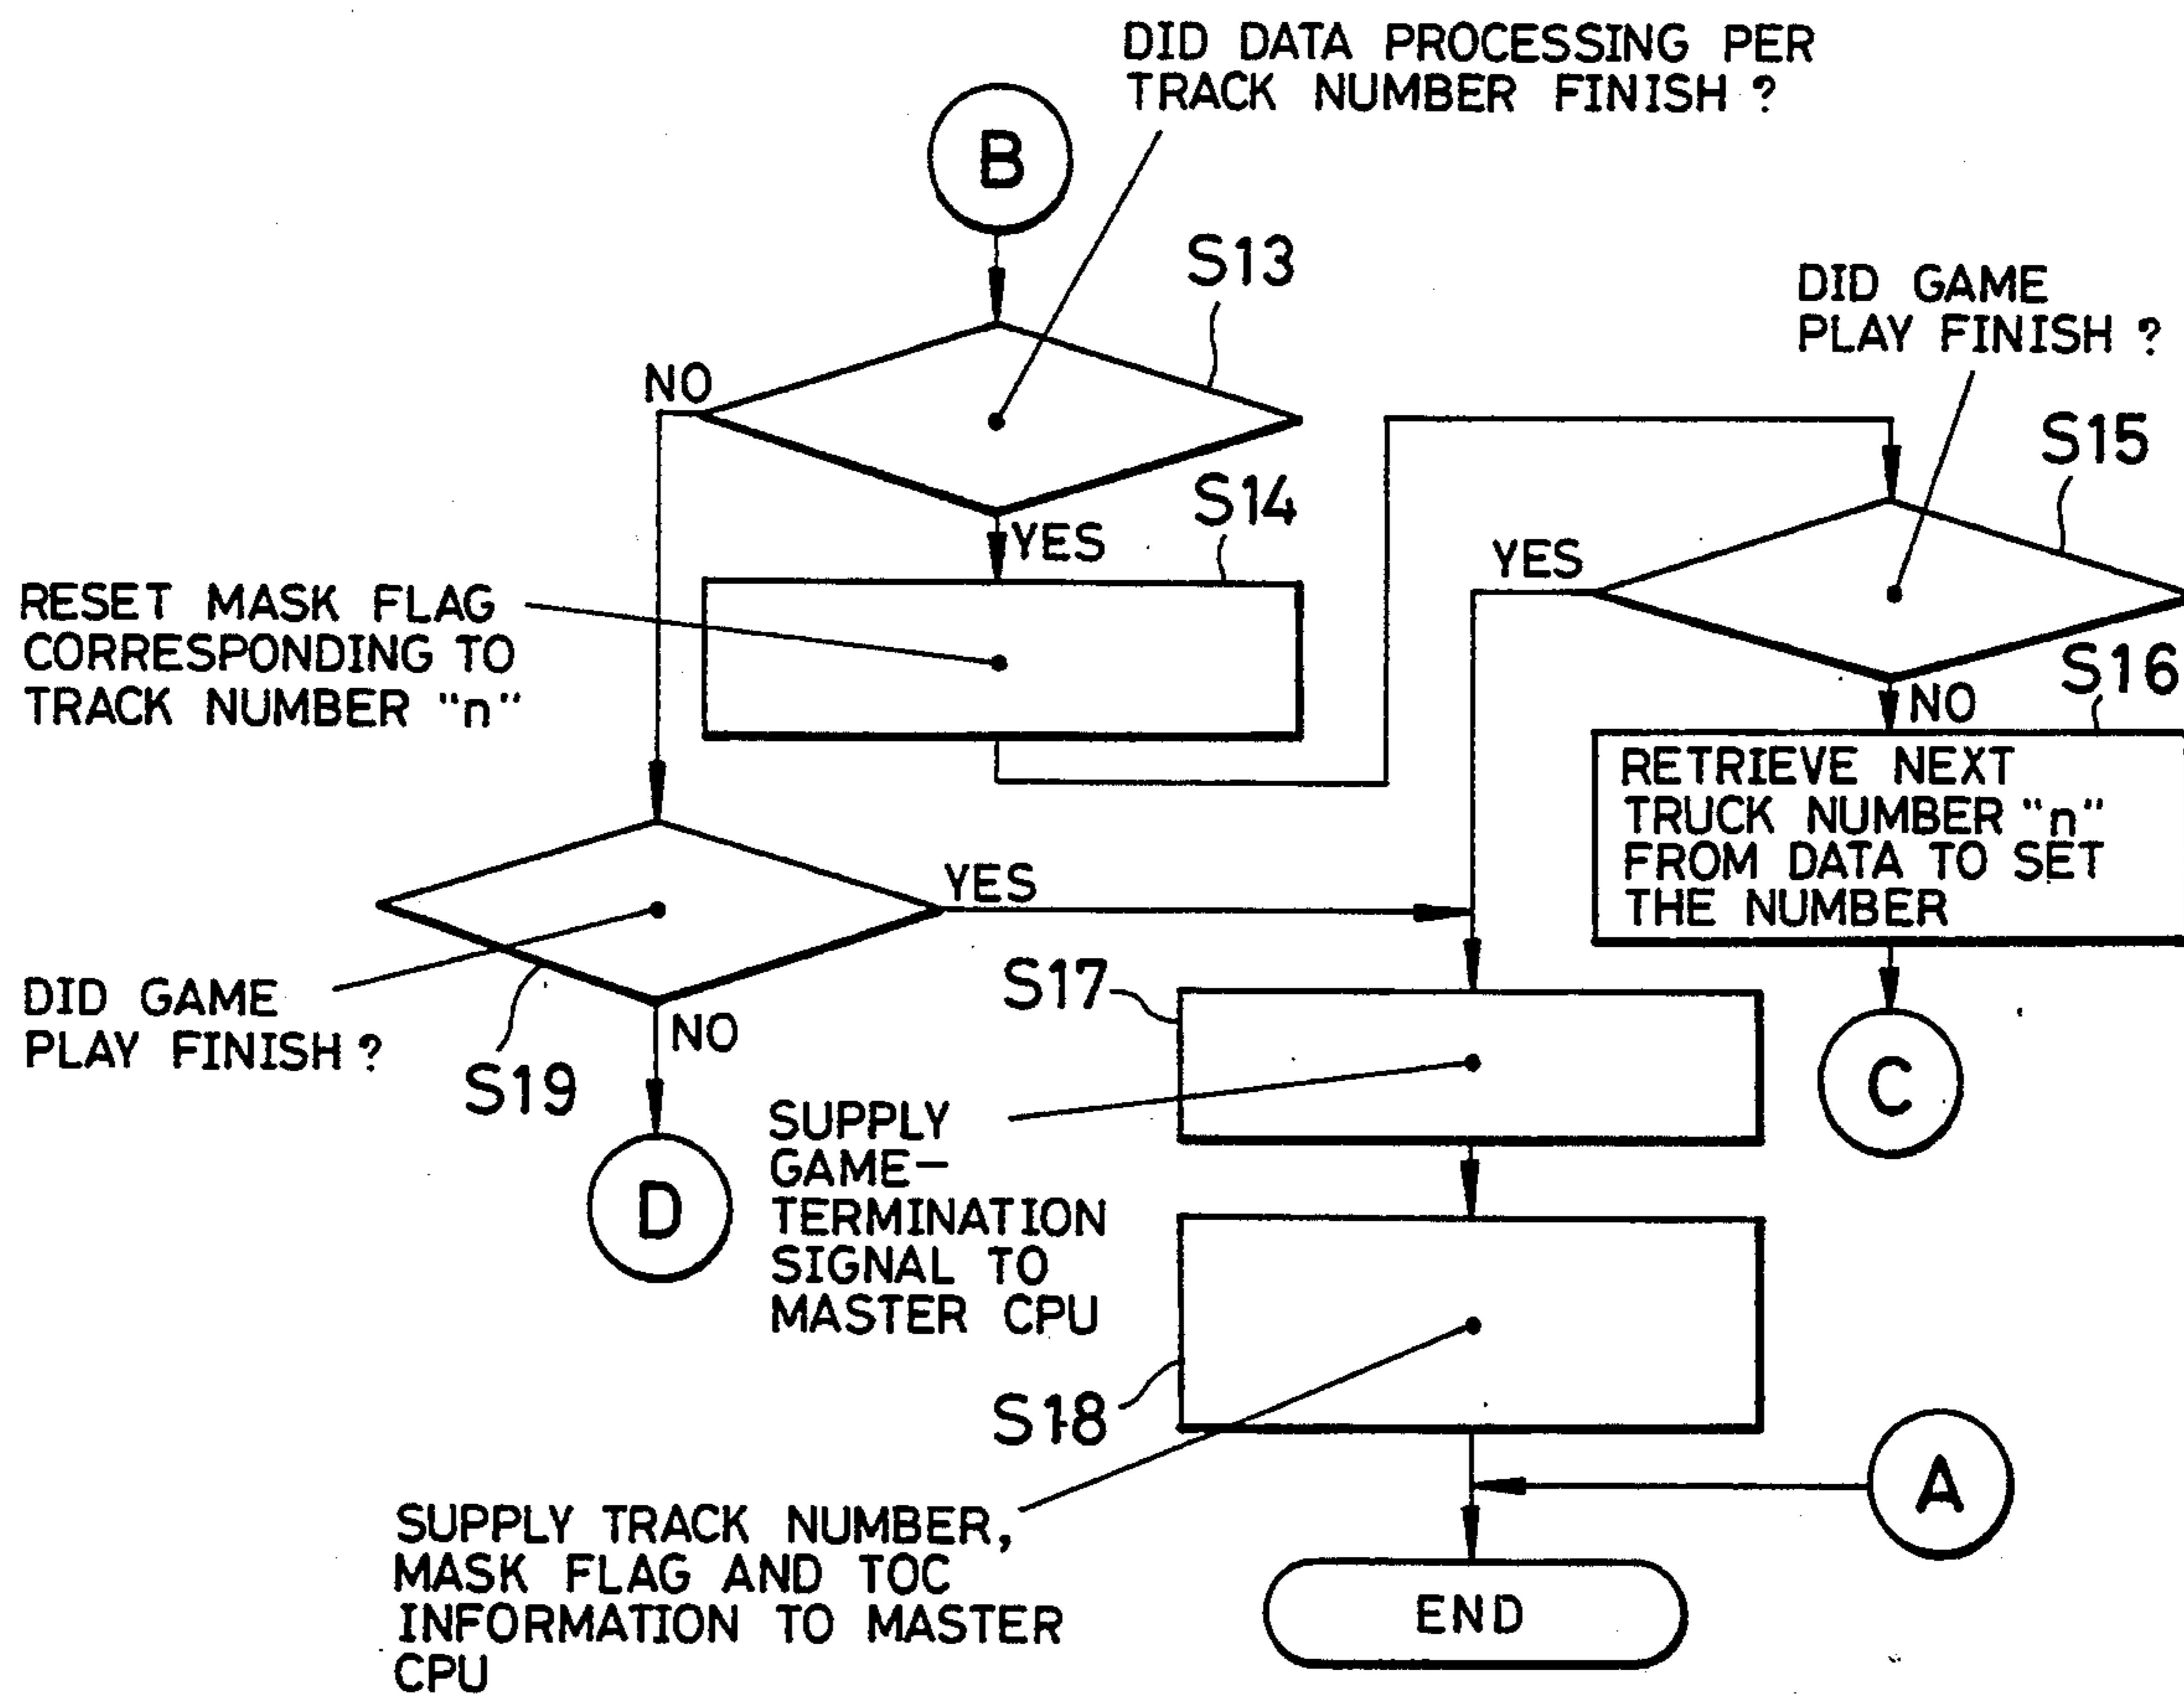 DID DATA PROCESSING PER
TRACK NUMBER FINISH ?
B
S13
DID GAME
PLAY FINISH ?
NO
S15
S14
YES
YES
RESET MASK FLAG
CORRESPONDING TO
TRACK NUMBER "n"
S16
NO
RETRIEVE NEXT
TRUCK NUMBER "n"
FROM DATA TO SET
THE NUMBER
YES
S17
DID GAME
PLAY FINISH ?
NO
S19
C
SUPPLY
GAME-
TERMINATION
SIGNAL TO
MASTER CPU
D
S18
A
SUPPLY TRACK NUMBER,
MASK FLAG AND TOC
INFORMATION TO MASTER
CPU
END